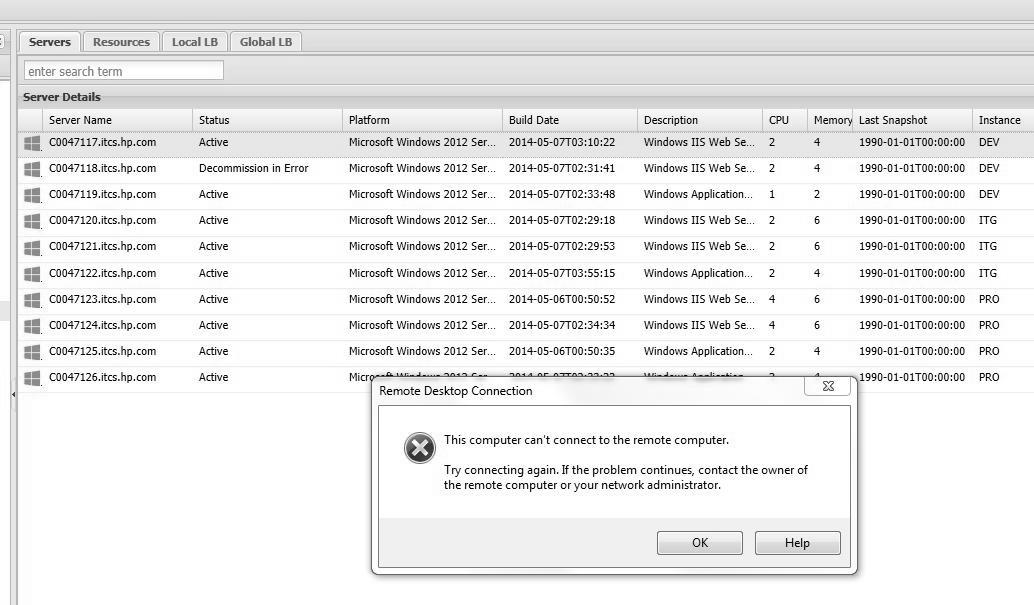 Servers Resources Local LB Global LB
enter search term
Server Details
Server Name Status Platform Build Date Description CPU Memory Last Snapshot Instance
C0047117.itcs.hp.com Active Microsoft Windows 2012 Ser... 2014-05-07T03:10:22 Windows IIS Web Se... 2 4 1990-01-01T00:00:00 DEV
C0047118.itcs.hp.com Decommission in Error Microsoft Windows 2012 Ser... 2014-05-07T02:31:41 Windows IIS Web Se... 2 4 1990-01-01T00:00:00 DEV
C0047119.itcs.hp.com Active Microsoft Windows 2012 Ser... 2014-05-07T02:33:48 Windows Application... 1 2 1990-01-01T00:00:00 DEV
C0047120.itcs.hp.com Active Microsoft Windows 2012 Ser... 2014-05-07T02:29:18 Windows IIS Web Se... 2 6 1990-01-01T00:00:00 ITG
C0047121.itcs.hp.com Active Microsoft Windows 2012 Ser... 2014-05-07T02:29:53 Windows IIS Web Se... 2 6 1990-01-01T00:00:00 ITG
C0047122.itcs.hp.com Active Microsoft Windows 2012 Ser... 2014-05-07T03:55:15 Windows Application... 2 4 1990-01-01T00:00:00 ITG
C0047123.itcs.hp.com Active Microsoft Windows 2012 Ser... 2014-05-06T00:50:52 Windows IIS Web Se... 4 6 1990-01-01T00:00:00 PRO
C0047124.itcs.hp.com Active Microsoft Windows 2012 Ser... 2014-05-07T02:34:34 Windows IIS Web Se... 4 6 1990-01-01T00:00:00 PRO
C0047125.itcs.hp.com Active Microsoft Windows 2012 Ser... 2014-05-06T00:50:35 Windows Application... 2 4 1990-01-01T00:00:00 PRO
C0047126.itcs.hp.com Active Microsoft Windows 2012 Ser... Windows Application... 1990-01-01T00:00:00 PRO
Remote Desktop Connection
This computer can't connect to the remote computer.
Try connecting again. If the problem continues, contact the owner of
the remote computer or your network administrator.
OK Help